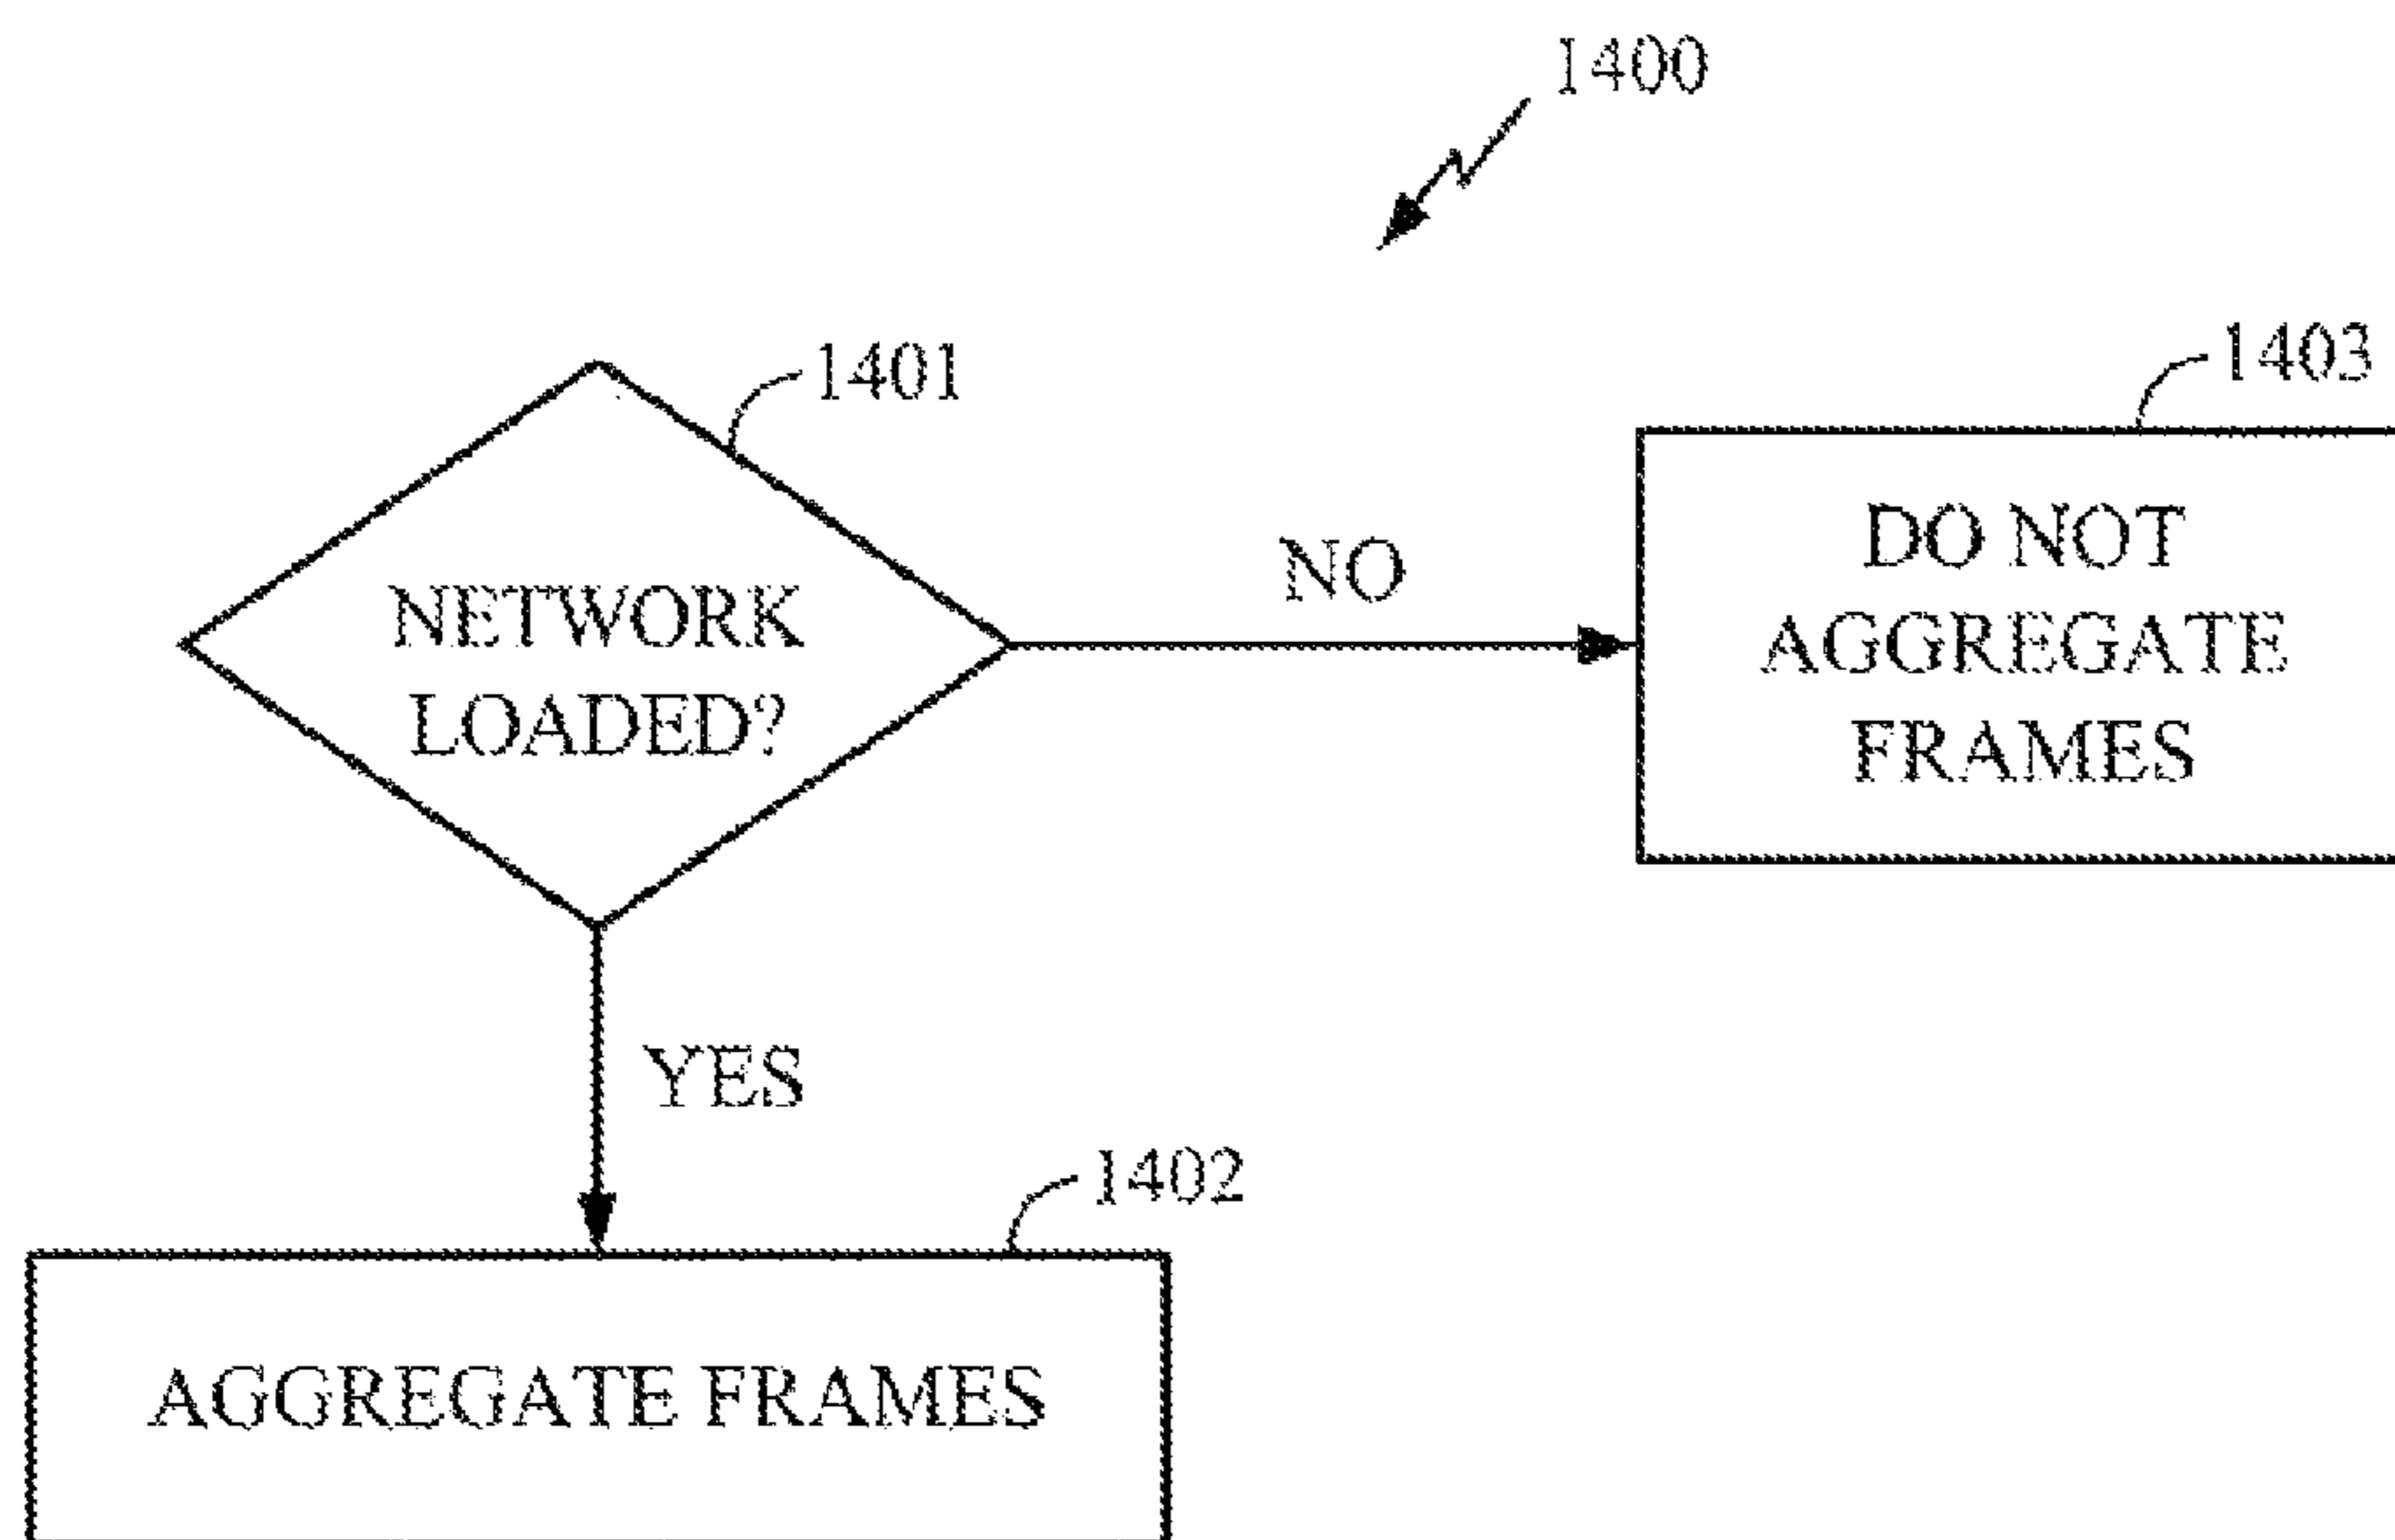 1400
1401
1403
NETWORK
LOADED?
NO
DO NOT
AGGREGATE
FRAMES
YES
1402
AGGREGATE FRAMES